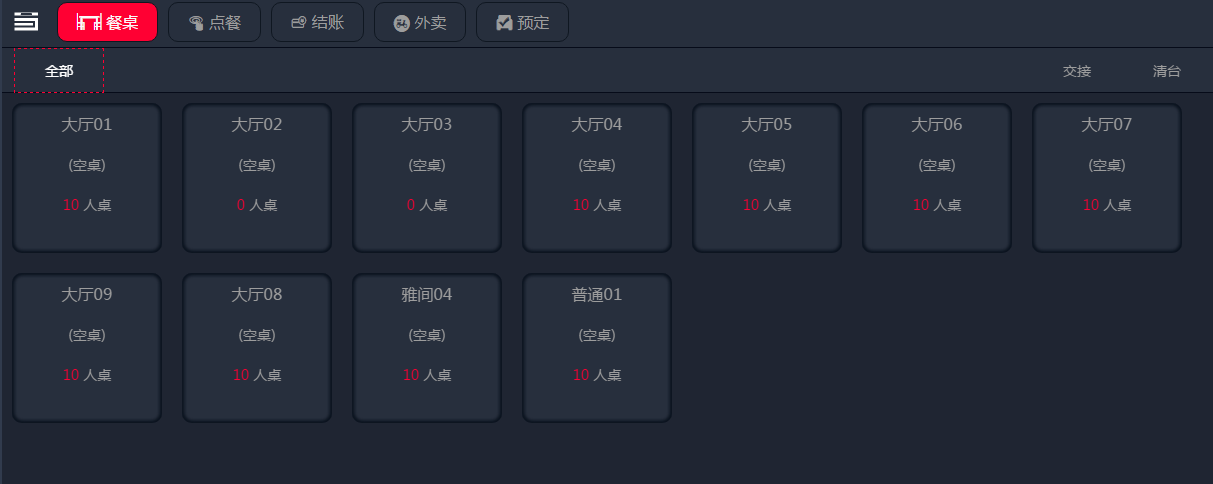 餐桌 点餐 结账 外卖 预定
全部 交接 清台
大厅01 大厅02 大厅03 大厅04 大厅05 大厅06 大厅07
(空桌) (空桌) (空桌) (空桌) (空桌) (空桌) (空桌)
10 人桌 0 人桌 0 人桌 10 人桌 10 人桌 10 人桌 10 人桌
大厅09 大厅08 雅间04 普通01
(空桌) (空桌) (空桌) (空桌)
10 人桌 10 人桌 10 人桌 10 人桌